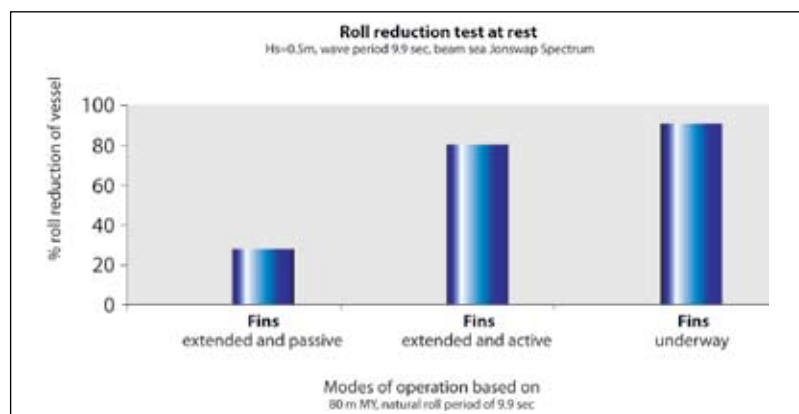 Roll reduction test at rest
Hs=0.5m, wave period 9.9 sec, beam sea Jonswap Spectrum
% roll reduction of vessel
100
80
60
40
20
0
Fins Fins Fins
extended and passive extended and active underway
Modes of operation based on
80 m MY, natural roll period of 9.9 sec